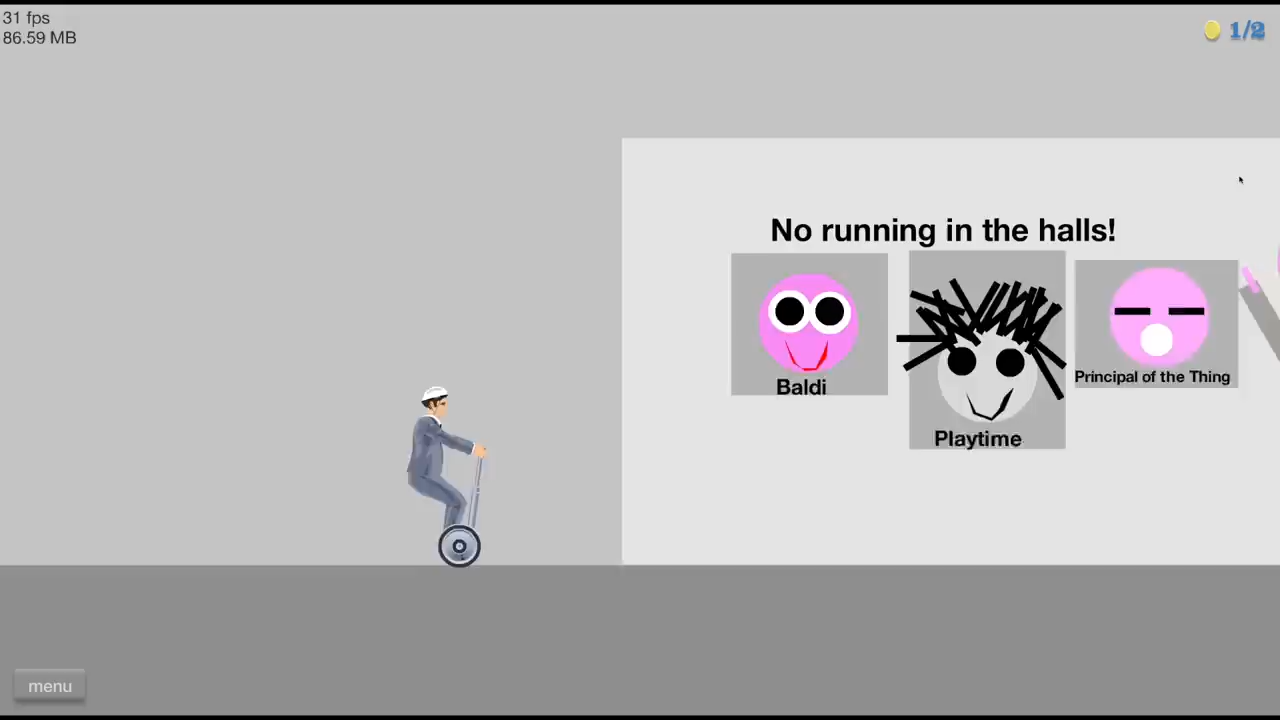 31 fps
86.59 MB
1/2
No running in the halls!
Baldi
Playtime
Principal of the Thing
menu